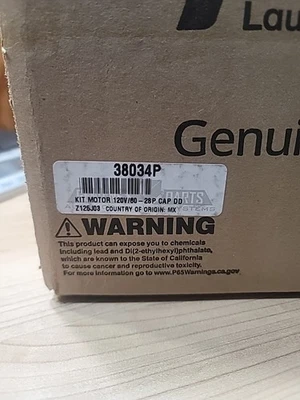 Lau
Genui
38034P
KIT MOTOR 120V/60-2SP CAP DD
Z125J03 COUNTRY OF ORIGIN: MX
PARTS
SYSTEMS
WARNING
This product can expose you to chemicals
including lead and Di(2-ethylhexyl)phthalate,
which are known to the State of California
to cause cancer and reproductive toxicity.
For more information go to www.P65Warnings.ca.gov